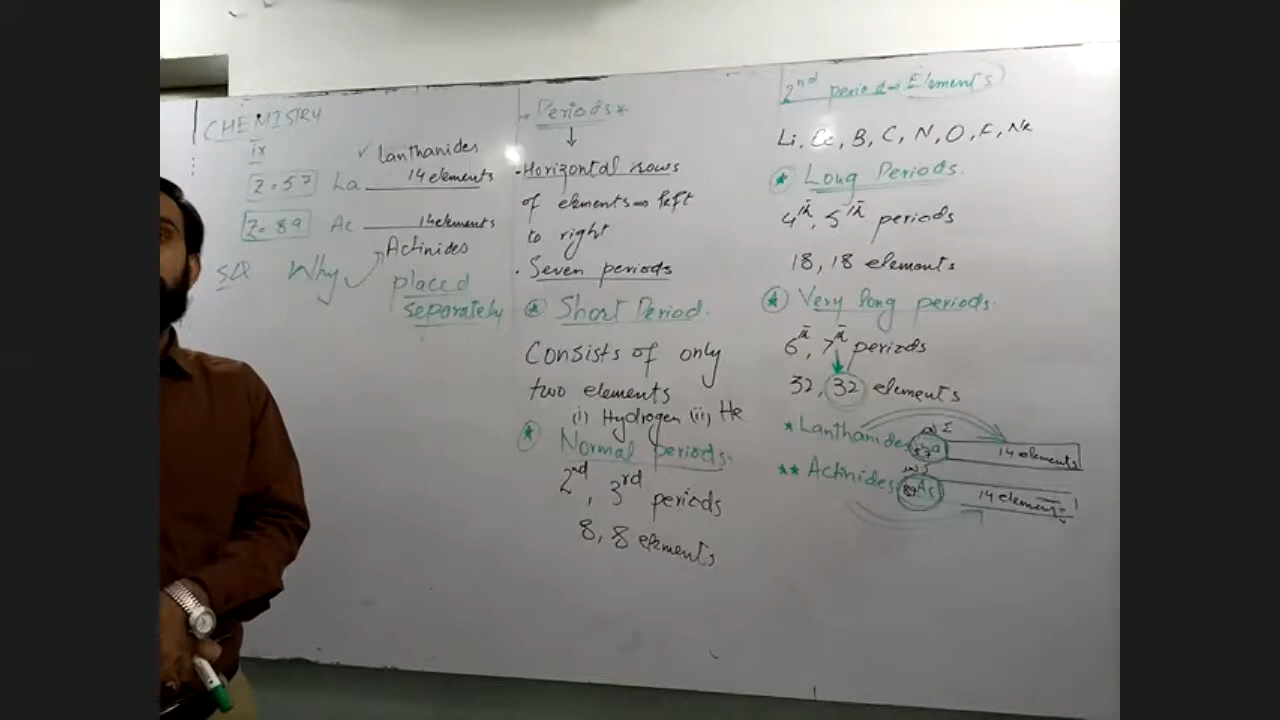 CHEMISTRY
IX
✓ Lanthanides
Z=57 La 14 elements
Z=89 Ac 14 elements
Actinides
SQ Why placed
separately
Periods *
↓
• Horizontal rows
of elements → left
to right
• Seven periods
* Short Period.
Consists of only
two elements
(i) Hydrogen (ii) He
* Normal periods.
2nd, 3rd periods
8, 8 elements
2nd period → Elements
Li, Be, B, C, N, O, F, Ne
* Long Periods.
4th, 5th periods
18, 18 elements
* Very long periods.
6th, 7th periods
32, 32 elements
* Lanthanides 57La 14 elements
** Actinides 89Ac 14 elements